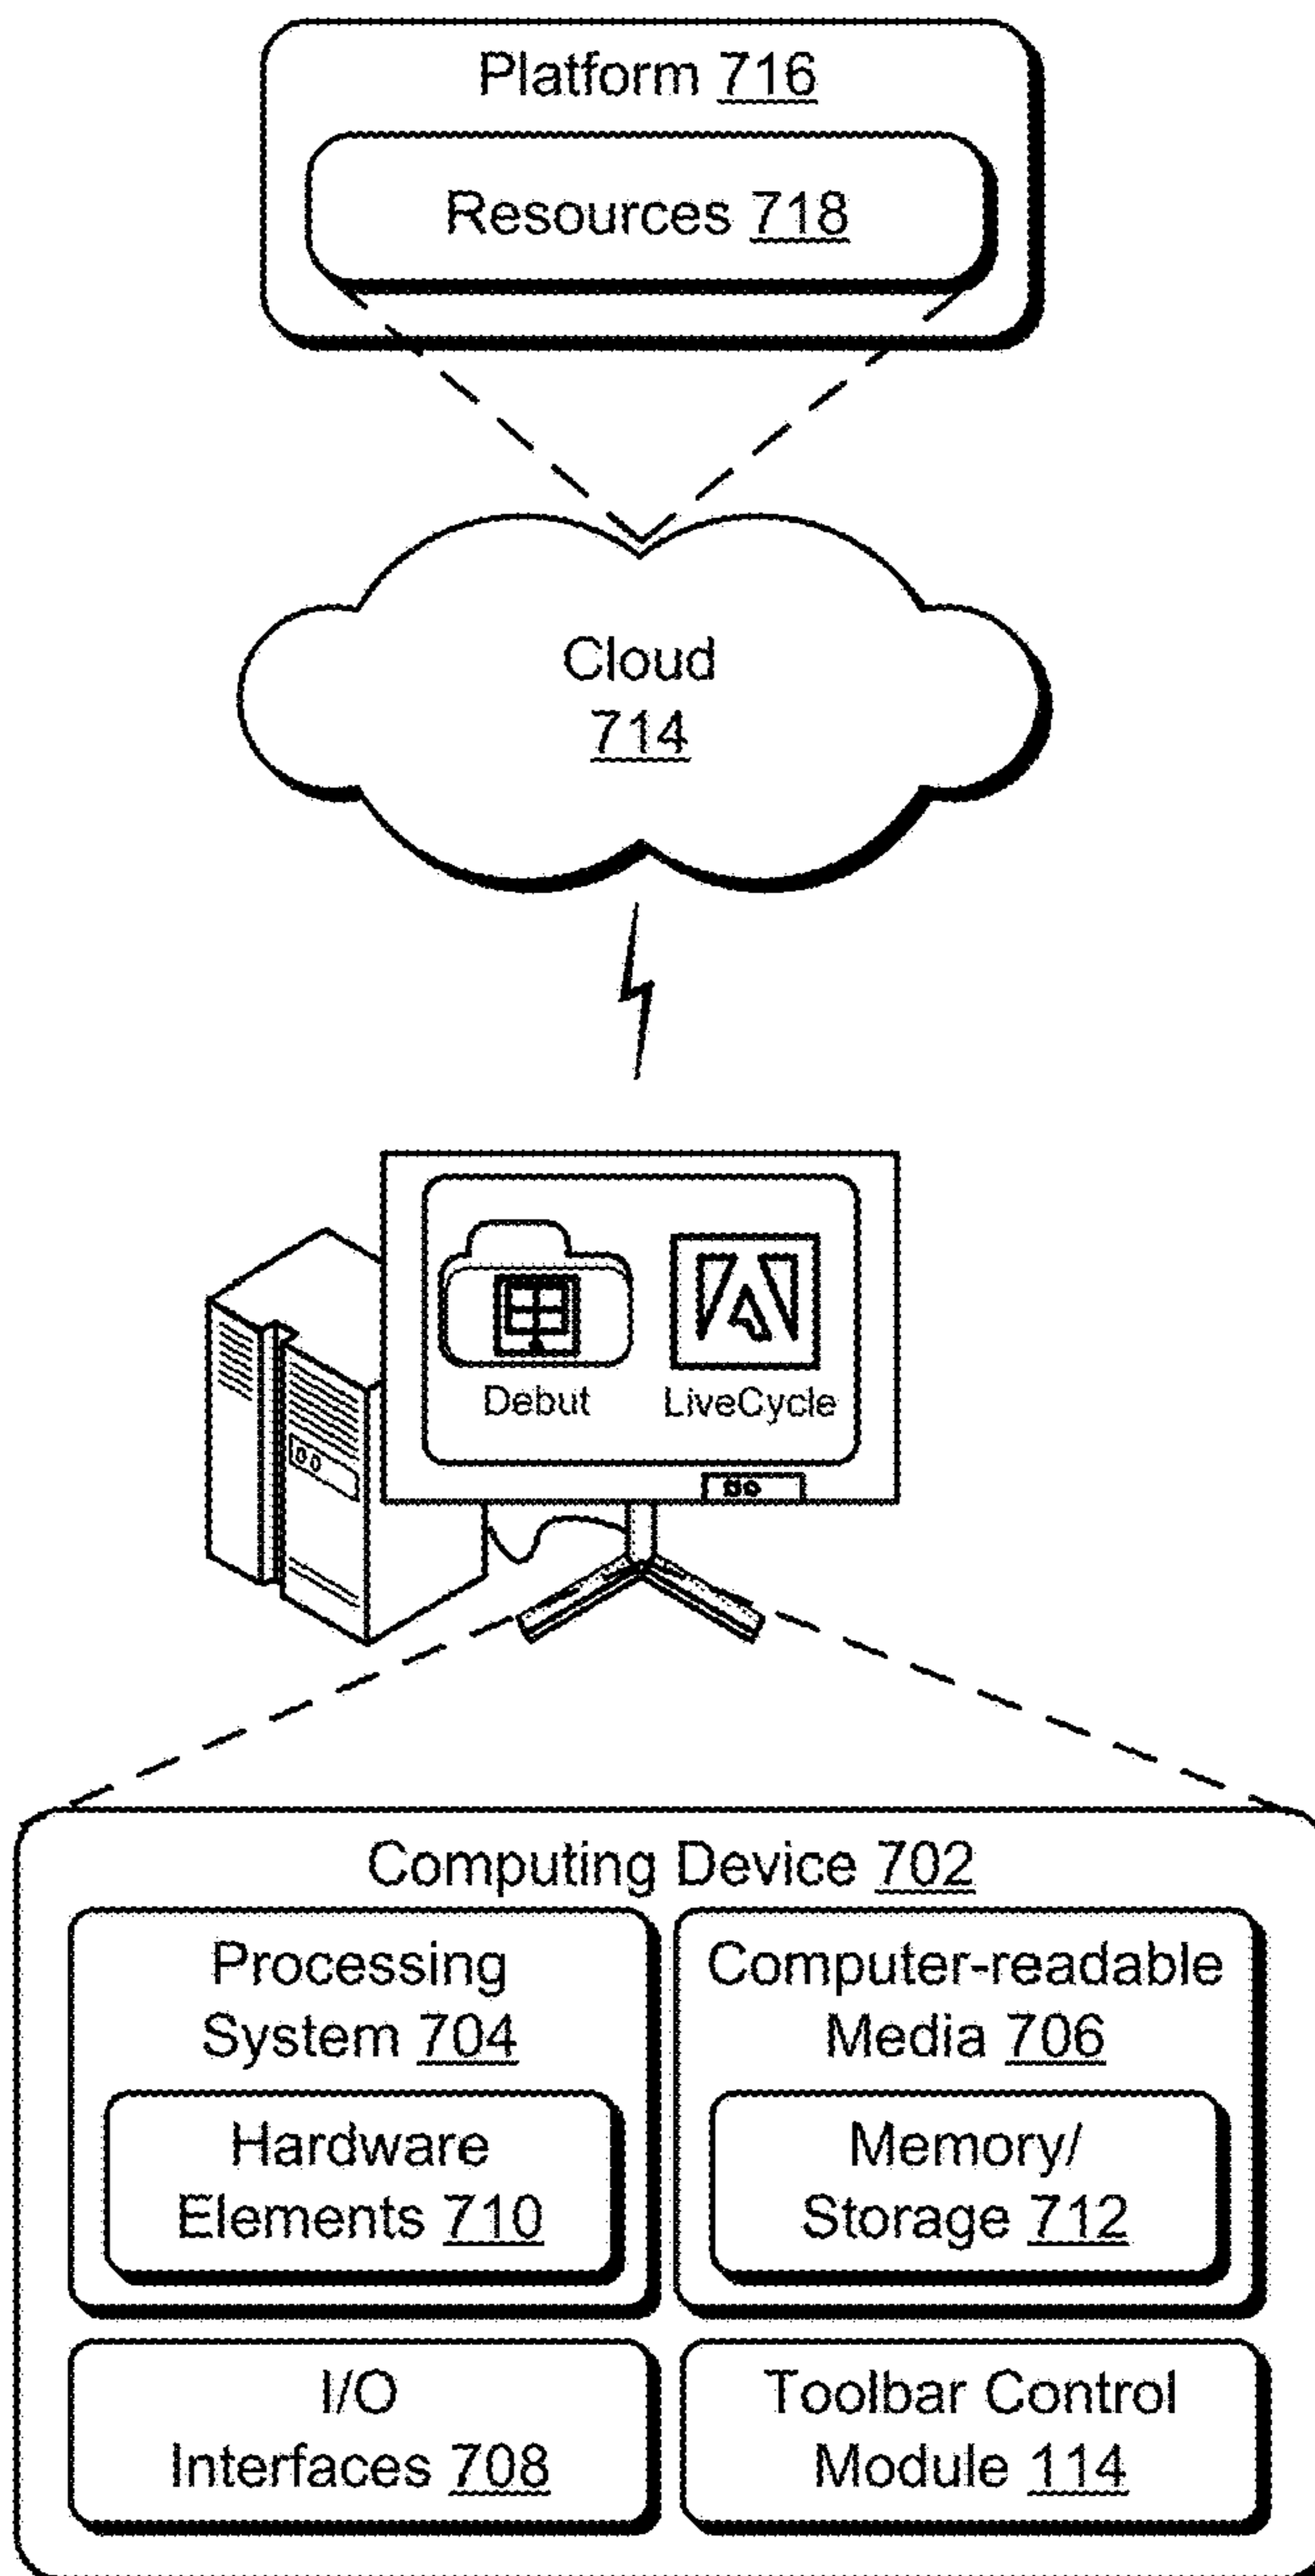 Platform 716
Resources 718
Cloud
714
Debut
LiveCycle
Computing Device 702
Processing
System 704
Hardware
Elements 710
Computer-readable
Media 706
Memory/
Storage 712
I/O
Interfaces 708
Toolbar Control
Module 114